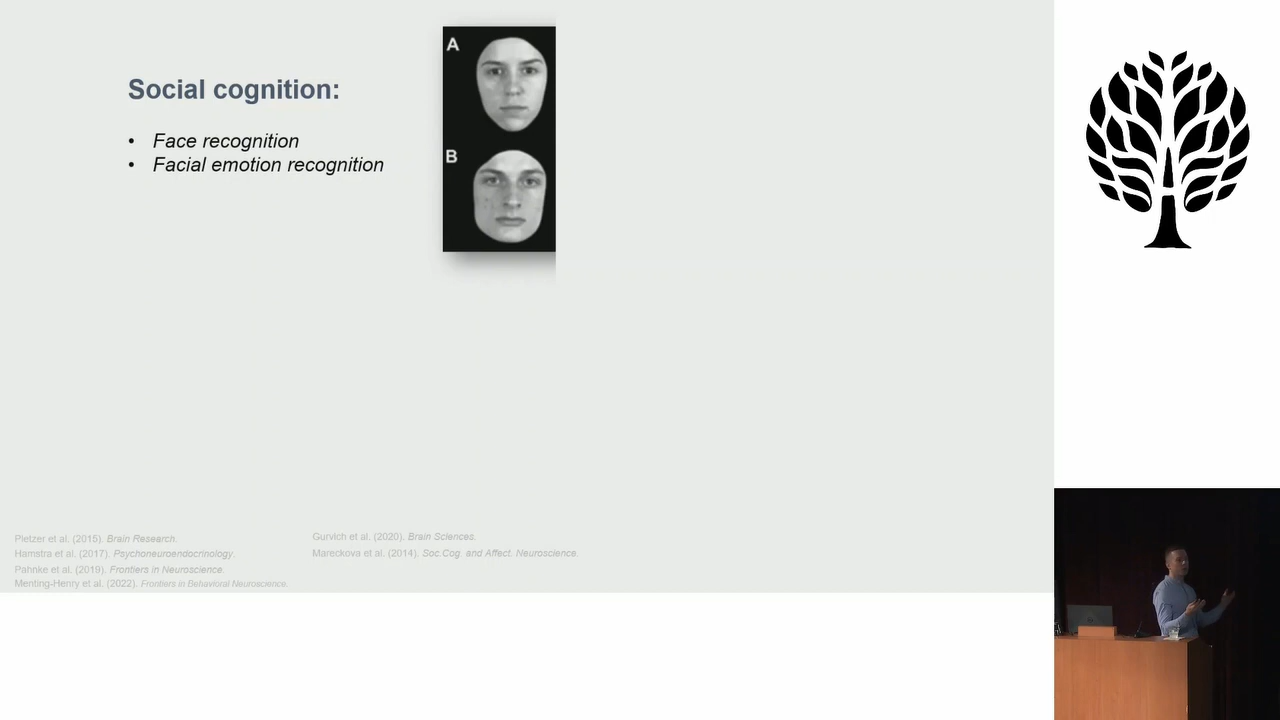 Social cognition:
• Face recognition
• Facial emotion recognition
A
B
Pletzer et al. (2015). Brain Research.
Hamstra et al. (2017). Psychoneuroendocrinology.
Pahnke et al. (2019). Frontiers in Neuroscience.
Menting-Henry et al. (2022). Frontiers in Behavioral Neuroscience.
Gurvich et al. (2020). Brain Sciences.
Mareckova et al. (2014). Soc.Cog and Affect. Neuroscience.